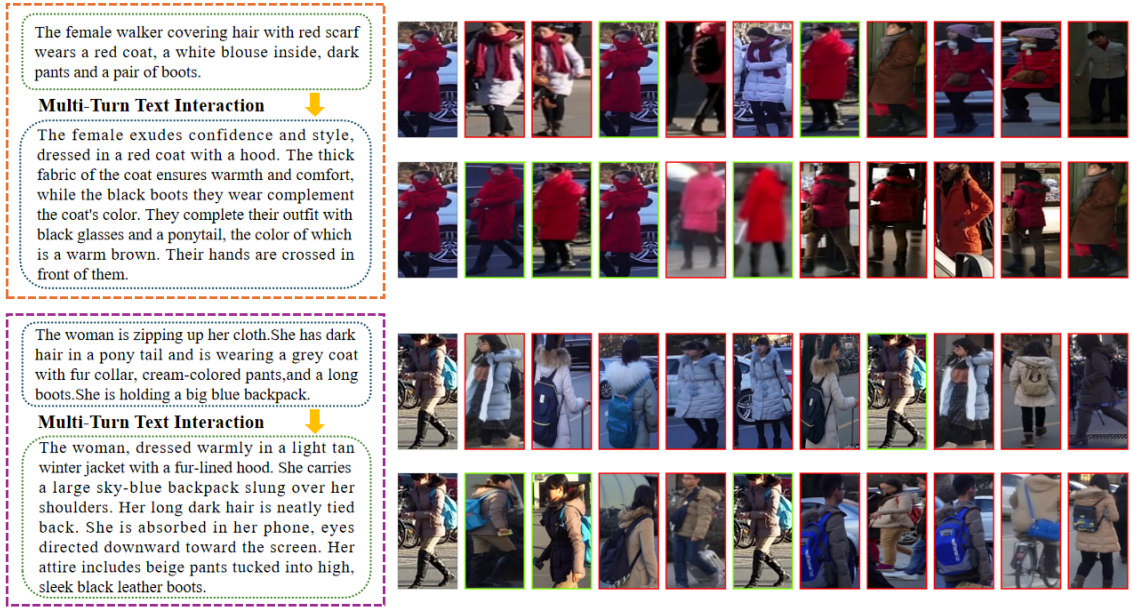 The female walker covering hair with red scarf
wears a red coat, a white blouse inside, dark
pants and a pair of boots.
Multi-Turn Text Interaction
The female exudes confidence and style,
dressed in a red coat with a hood. The thick
fabric of the coat ensures warmth and comfort,
while the black boots they wear complement
the coat's color. They complete their outfit with
black glasses and a ponytail, the color of which
is a warm brown. Their hands are crossed in
front of them.
The woman is zipping up her cloth.She has dark
hair in a pony tail and is wearing a grey coat
with fur collar, cream-colored pants,and a long
boots.She is holding a big blue backpack.
Multi-Turn Text Interaction
The woman, dressed warmly in a light tan
winter jacket with a fur-lined hood. She carries
a large sky-blue backpack slung over her
shoulders. Her long dark hair is neatly tied
back. She is absorbed in her phone, eyes
directed downward toward the screen. Her
attire includes beige pants tucked into high,
sleek black leather boots.